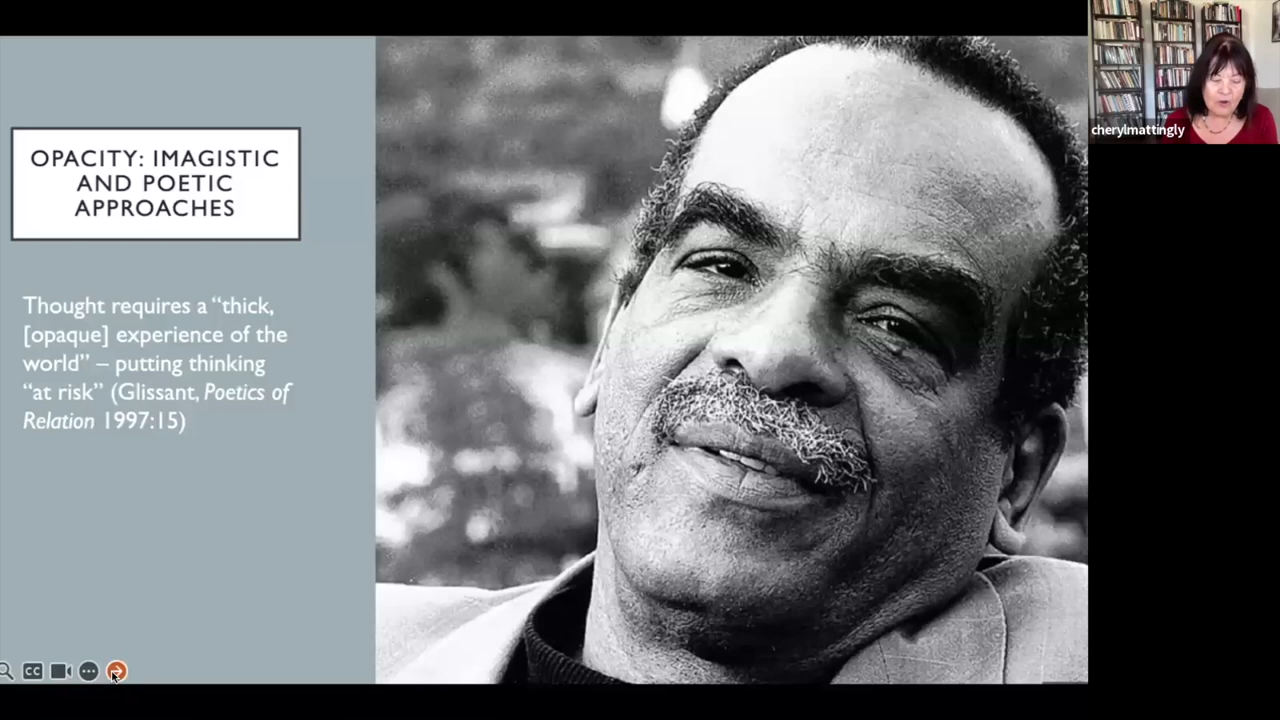 OPACITY: IMAGISTIC
AND POETIC
APPROACHES
Thought requires a “thick,
[opaque] experience of the
world” – putting thinking
“at risk” (Glissant, Poetics of
Relation 1997:15)
cherylmattingly
CC